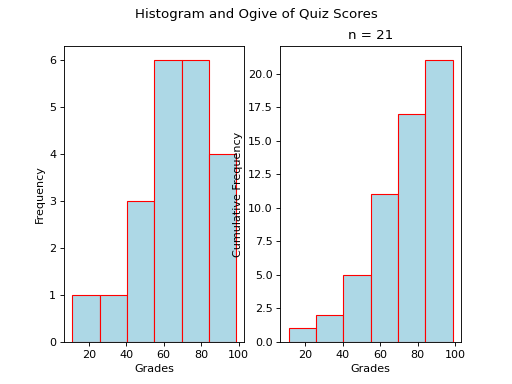 Histogram and Ogive of Quiz Scores
6
5
4
3
2
1
0
Frequency
20 40 60 80 100
Grades
n = 21
20.0
17.5
15.0
12.5
10.0
7.5
5.0
2.5
0.0
Cumulative Frequency
20 40 60 80 100
Grades